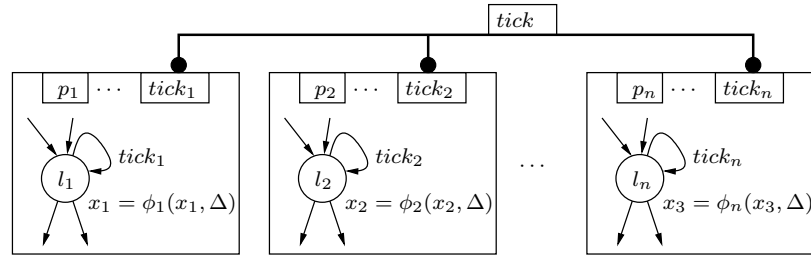 tick
p₁ ··· tick₁ p₂ ··· tick₂ pₙ ··· tickₙ
tick₁ tick₂ tickₙ
l₁ l₂ ··· lₙ
x₁ = ϕ₁(x₁, Δ) x₂ = ϕ₂(x₂, Δ) x₃ = ϕₙ(x₃, Δ)